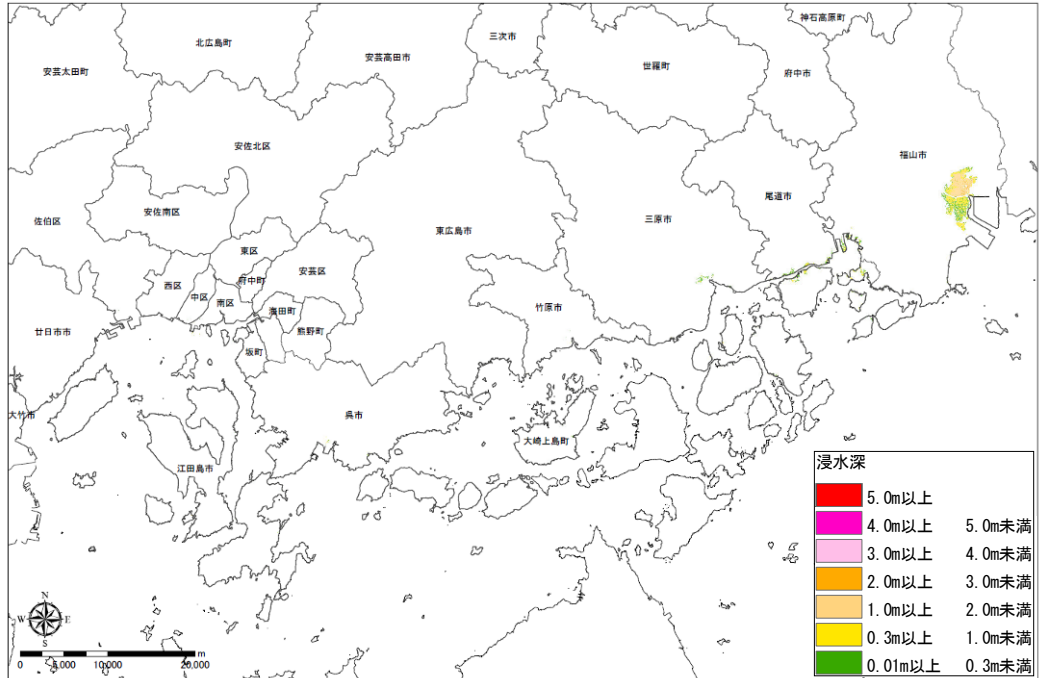 神石高原町
三次市
北広島町
安芸高田市
世羅町
安芸太田町
府中市
安佐北区
福山市
尾道市
安佐南区
佐伯区
三原市
東広島市
東区
安芸区
府中町
西区
中区
南区
海田町
竹原市
廿日市市
熊野町
坂町
大竹市
呉市
大崎上島町
江田島市
浸水深
5.0m以上
4.0m以上 5.0m未満
3.0m以上 4.0m未満
2.0m以上 3.0m未満
1.0m以上 2.0m未満
0.3m以上 1.0m未満
0.01m以上 0.3m未満
N
W E
S
m
0 5,000 10,000 20,000